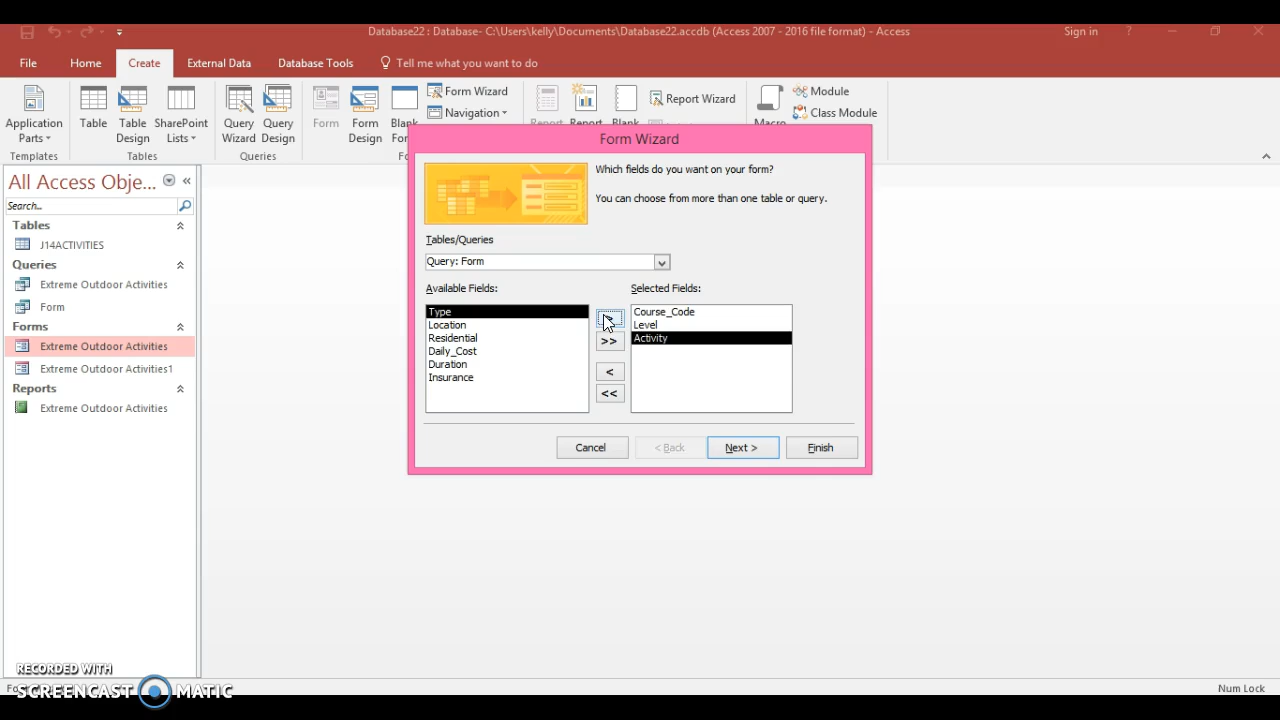 Database22 : Database- C:\Users\kelly\Documents\Database22.accdb (Access 2007 - 2016 file format) - Access
Sign in
?
File
Home
Create
External Data
Database Tools
Tell me what you want to do
Application Parts
Table
Table Design
SharePoint Lists
Query Wizard
Query Design
Form
Form Design
Blank
Form Wizard
Navigation
Report
Report
Blank
Report Wizard
Macro
Module
Class Module
Templates
Tables
Queries
All Access Obje...
Search..
Tables
J14ACTIVITIES
Queries
Extreme Outdoor Activities
Form
Forms
Extreme Outdoor Activities
Extreme Outdoor Activities1
Reports
Extreme Outdoor Activities
Form Wizard
Which fields do you want on your form?
You can choose from more than one table or query.
Tables/Queries
Query: Form
Available Fields:
Selected Fields:
Type
Location
Residential
Daily_Cost
Duration
Insurance
>>
<
<<
Course_Code
Level
Activity
Cancel
< Back
Next >
Finish
RECORDED WITH
SCREENCAST MATIC
Num Lock